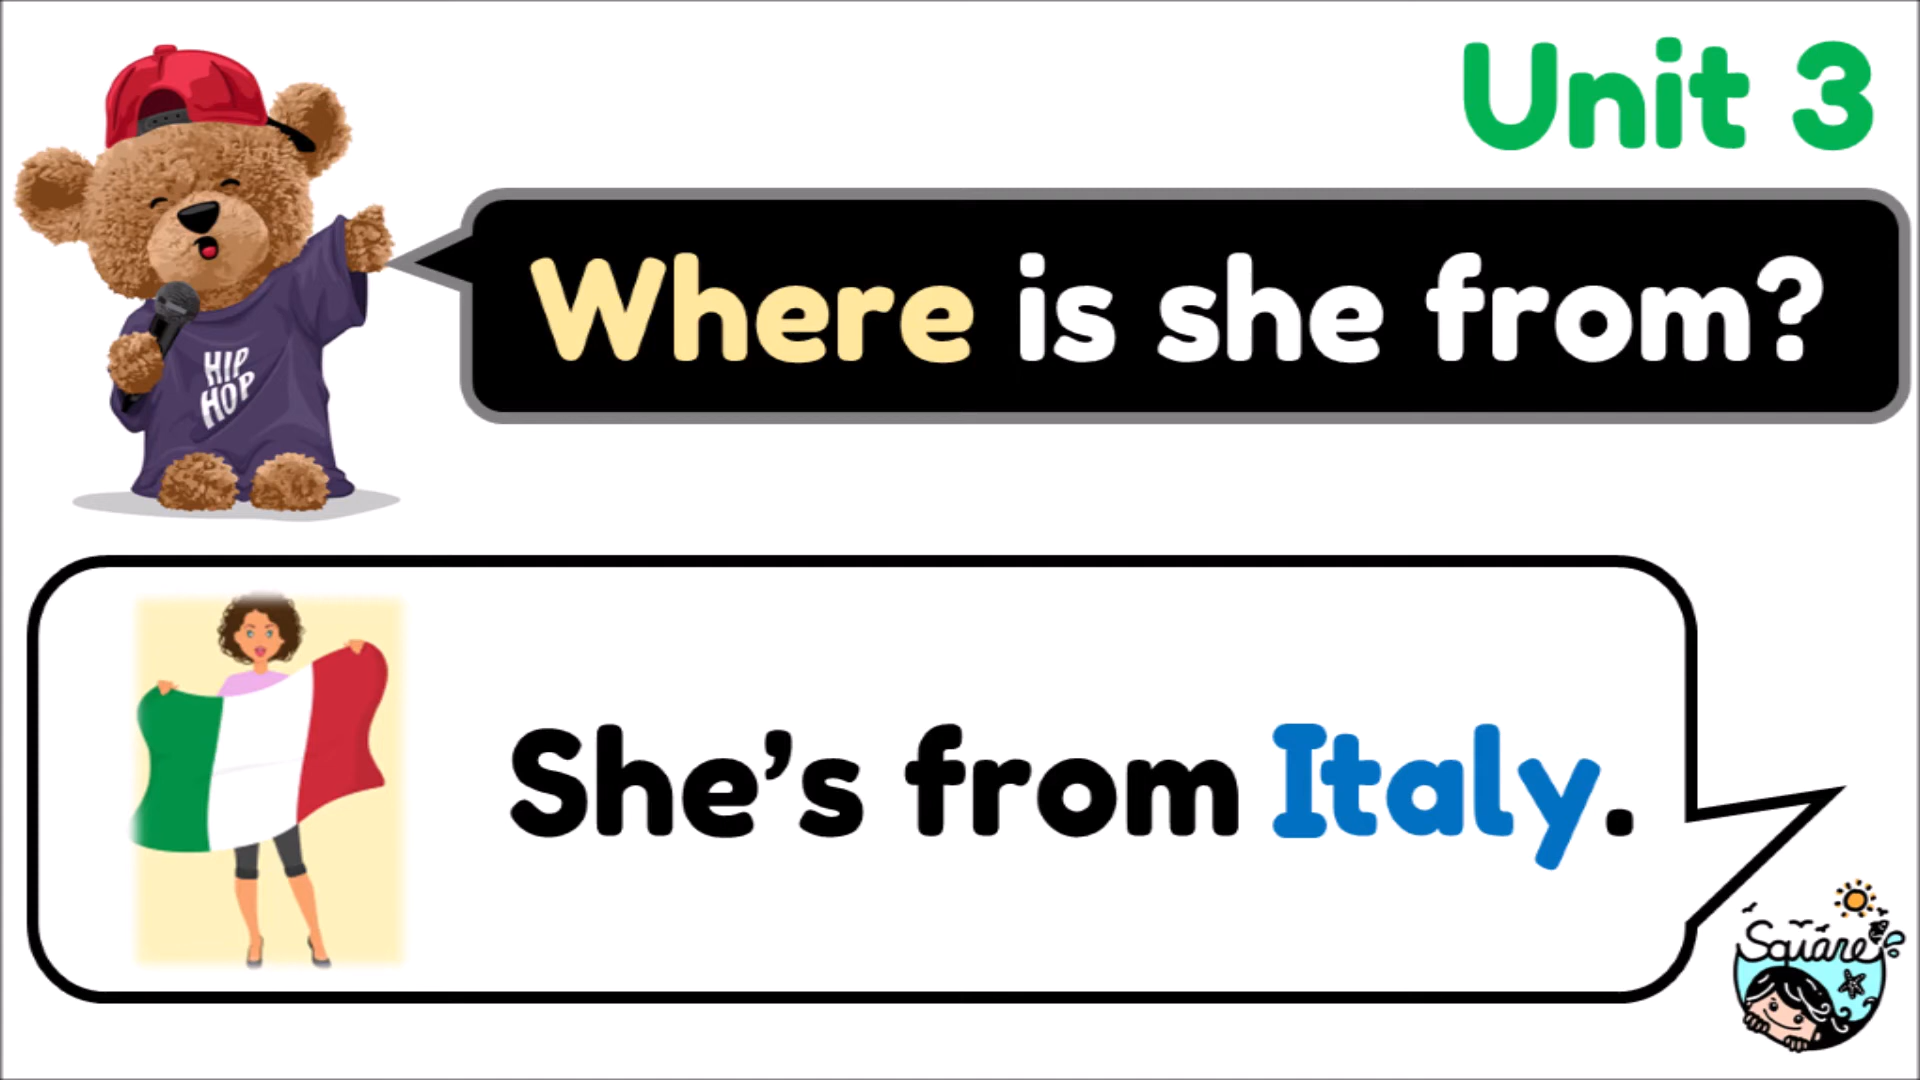 Unit 3
Where is she from?
HIP
HOP
She’s from Italy.
Square